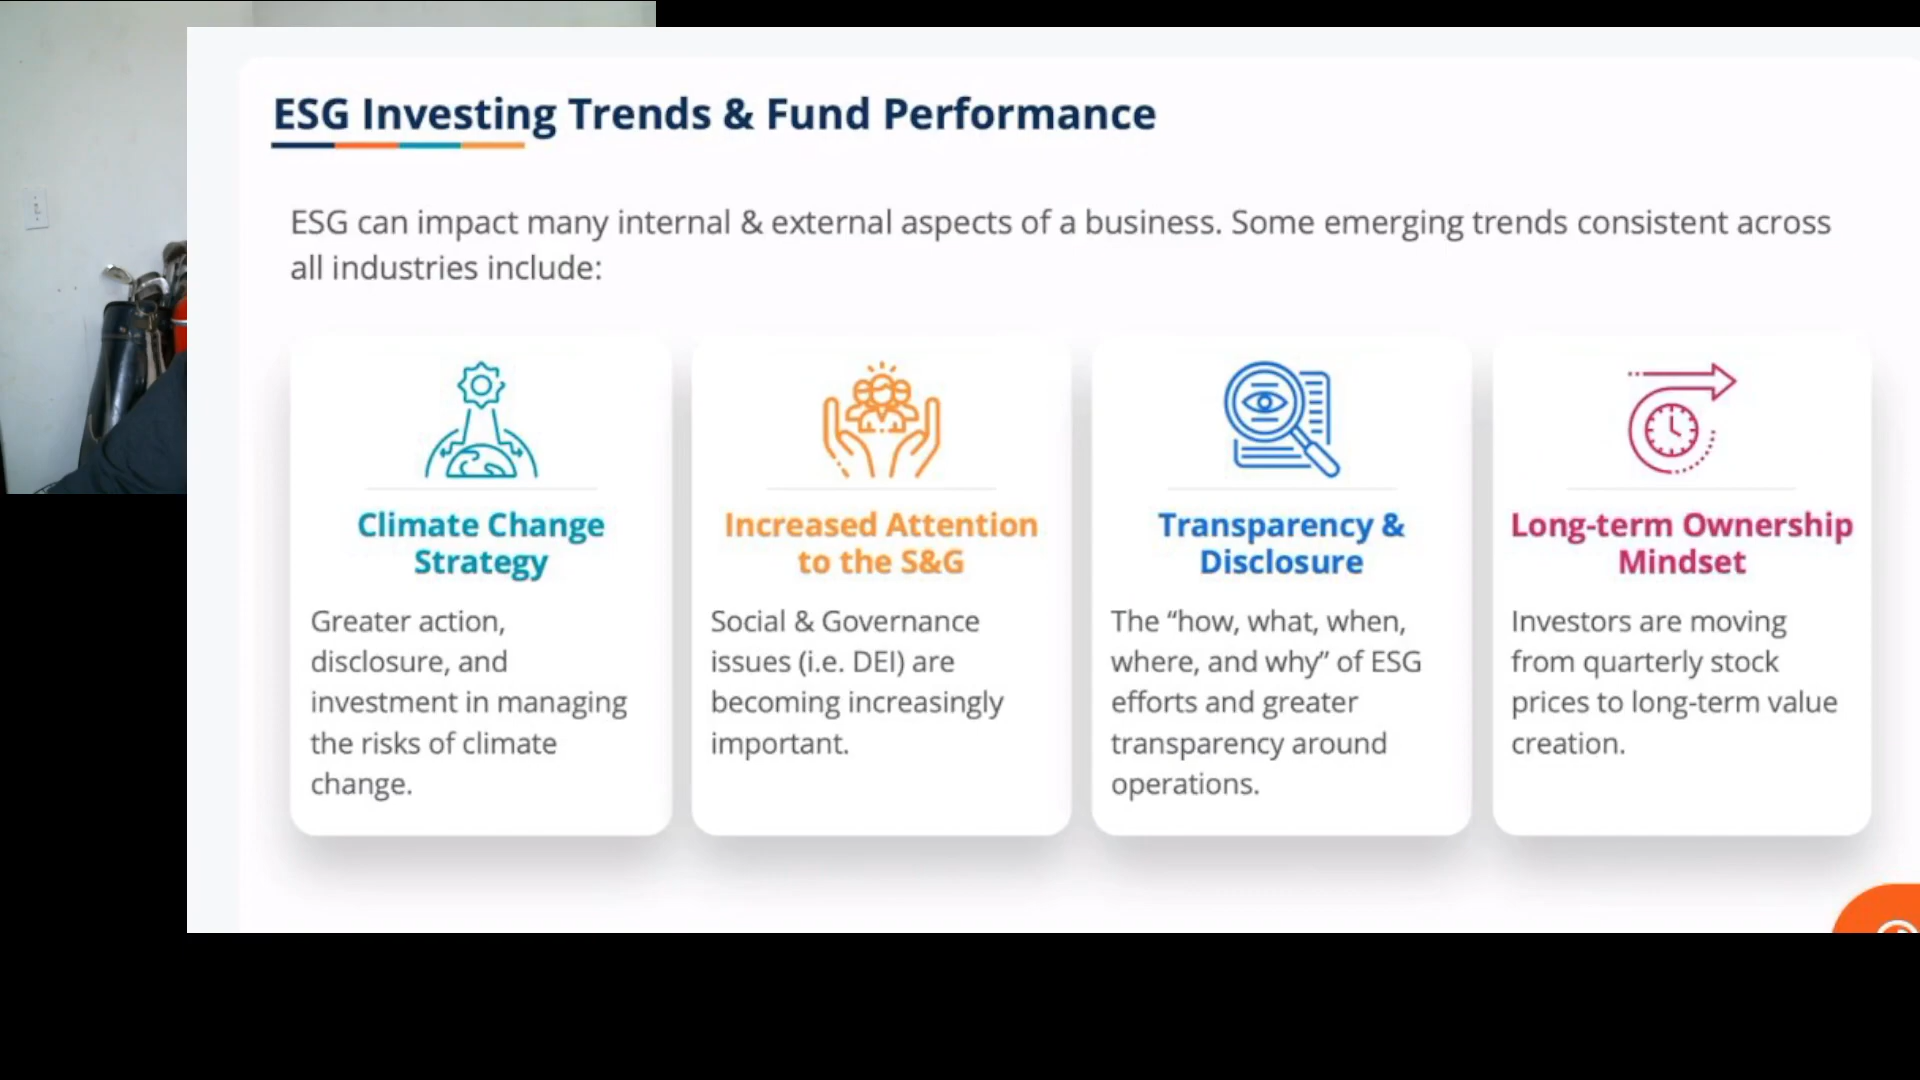 ESG Investing Trends & Fund Performance
ESG can impact many internal & external aspects of a business. Some emerging trends consistent across
all industries include:
Climate Change
Strategy
Greater action,
disclosure, and
investment in managing
the risks of climate
change.
Increased Attention
to the S&G
Social & Governance
issues (i.e. DEI) are
becoming increasingly
important.
Transparency &
Disclosure
The “how, what, when,
where, and why” of ESG
efforts and greater
transparency around
operations.
Long-term Ownership
Mindset
Investors are moving
from quarterly stock
prices to long-term value
creation.